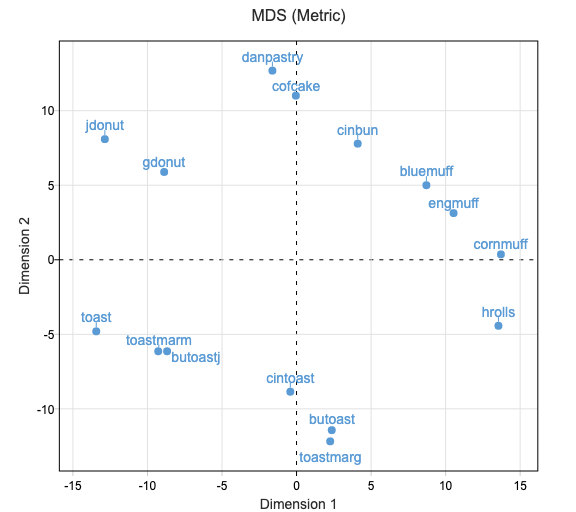 MDS (Metric)
danpastry
cofcake
jdonut
cinbun
gdonut
bluemuff
engmuff
cornmuff
hrolls
toast
toastmarm
butoastj
cintoast
butoast
toastmarg
10
5
0
-5
-10
Dimension 2
-15 -10 -5 0 5 10 15
Dimension 1